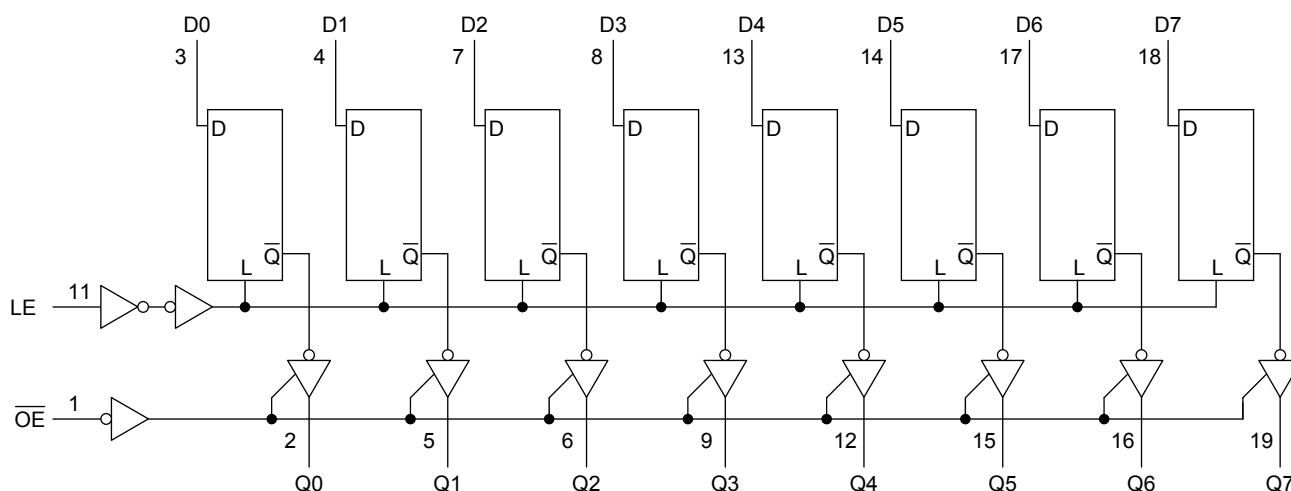 D0 D1 D2 D3 D4 D5 D6 D7
3 4 7 8 13 14 17 18
D D D D D D D D
Q̅ Q̅ Q̅ Q̅ Q̅ Q̅ Q̅ Q̅
L L L L L L L L
LE 11
O̅E̅ 1
2 5 6 9 12 15 16 19
Q0 Q1 Q2 Q3 Q4 Q5 Q6 Q7